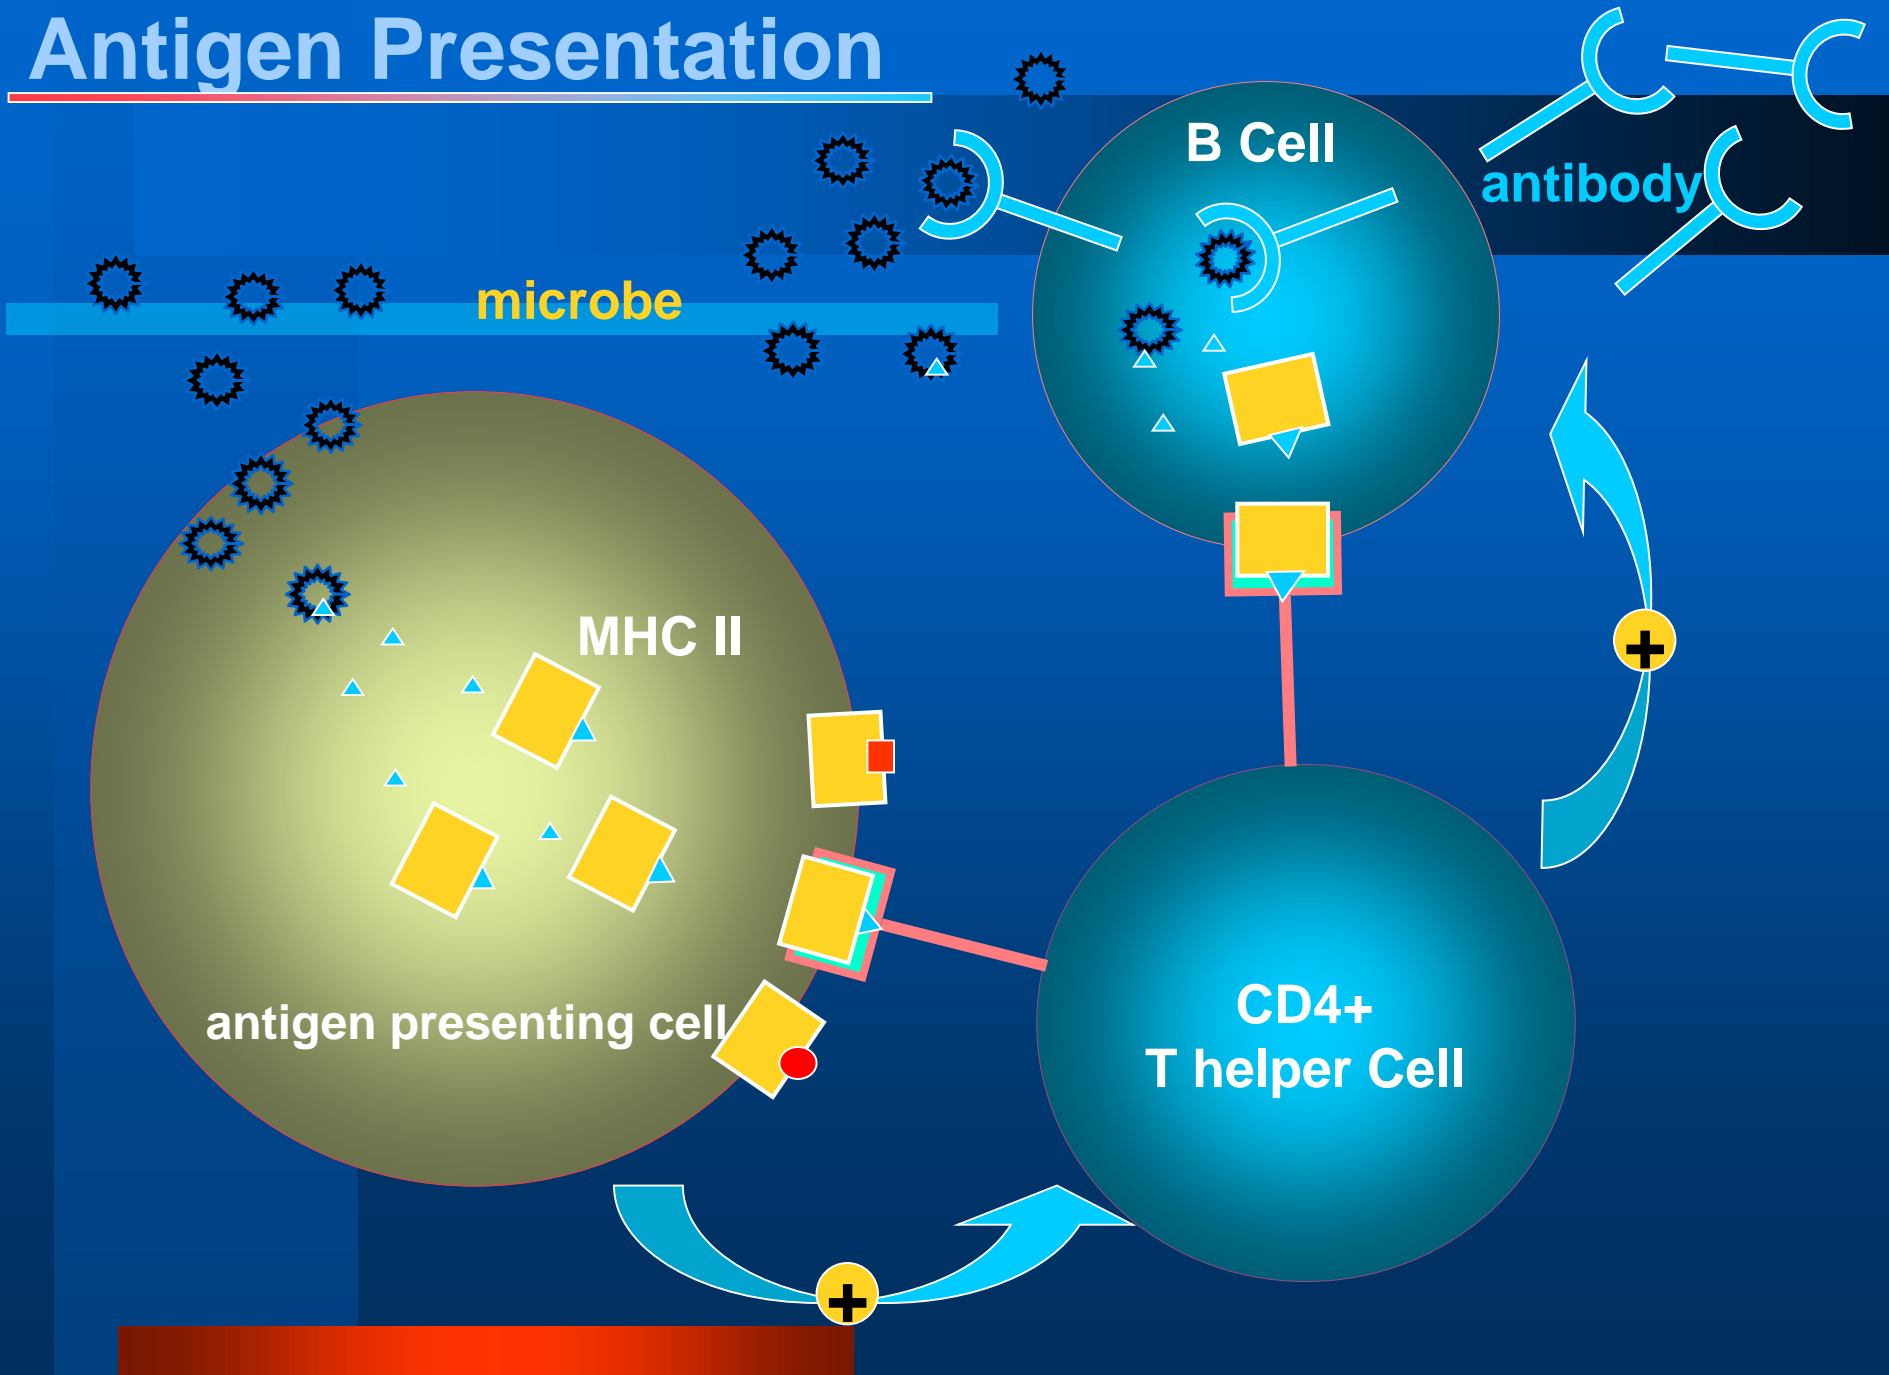 Antigen Presentation
B Cell
antibody
microbe
MHC II
antigen presenting cell
CD4+
T helper Cell
+
+